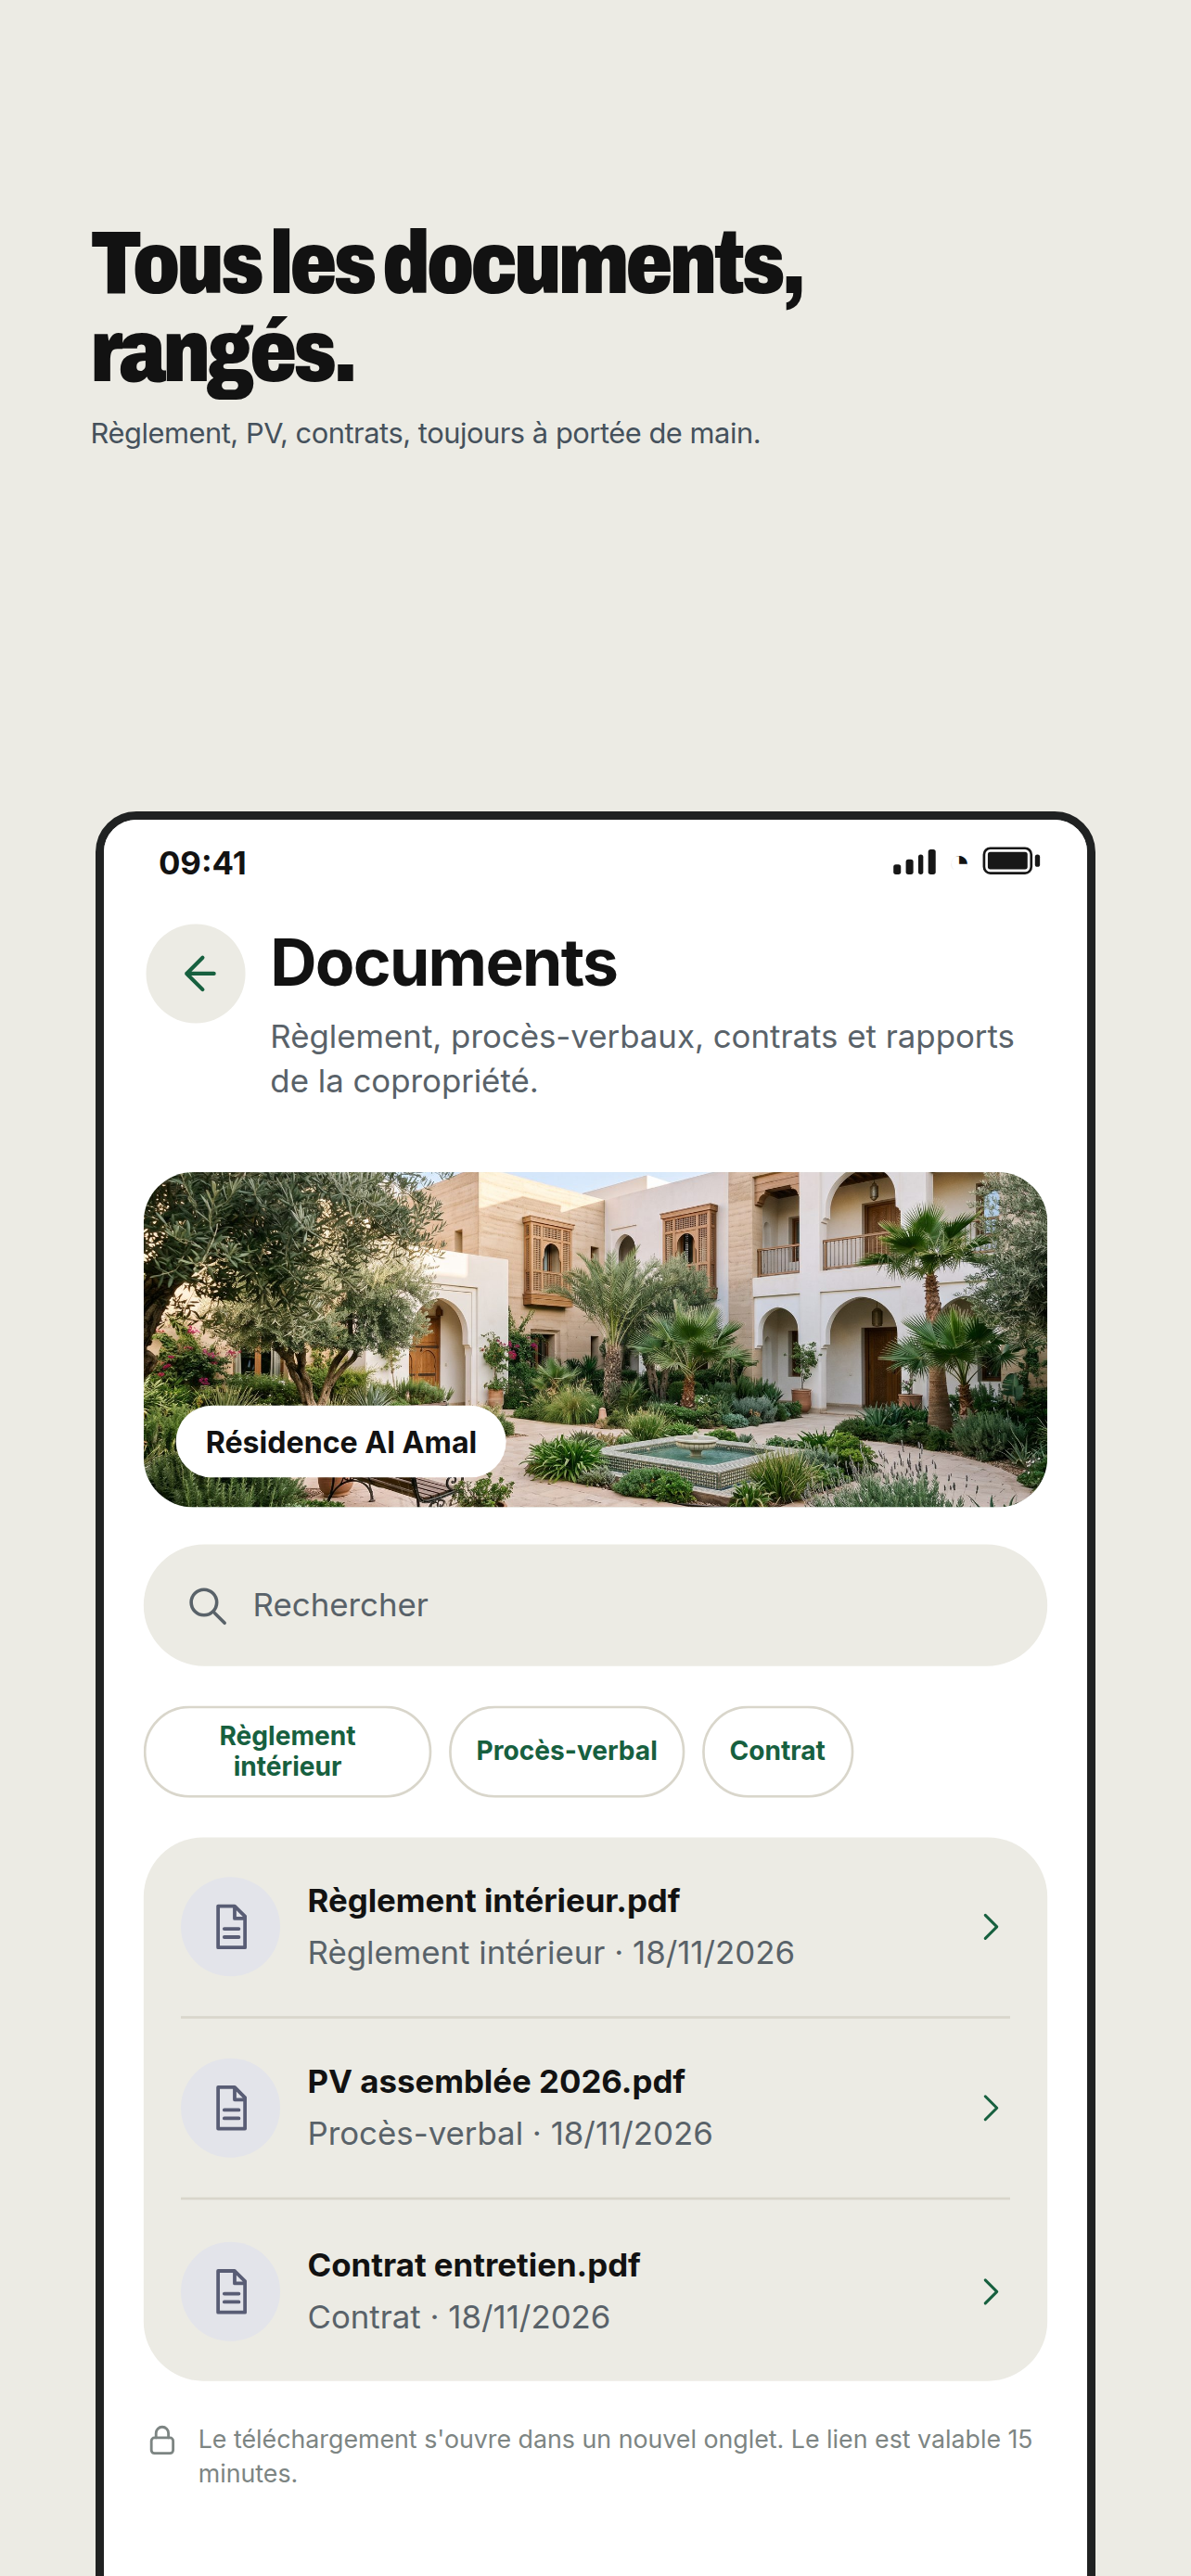 Tous les documents,
rangés.
Règlement, PV, contrats, toujours à portée de main.
09:41
Documents
Règlement, procès-verbaux, contrats et rapports
de la copropriété.
Résidence Al Amal
Rechercher
Règlement
intérieur
Procès-verbal
Contrat
Règlement intérieur.pdf
Règlement intérieur · 18/11/2026
PV assemblée 2026.pdf
Procès-verbal · 18/11/2026
Contrat entretien.pdf
Contrat · 18/11/2026
Le téléchargement s'ouvre dans un nouvel onglet. Le lien est valable 15
minutes.